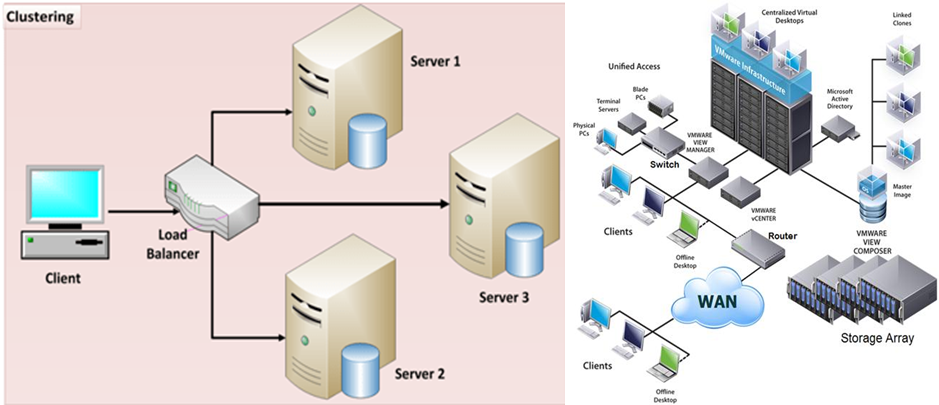 Clustering
Server 1
Client
Load
Balancer
Server 3
Server 2
Centralized Virtual
Desktops
Linked
Clones
VMware Infrastructure
Unified Access
Blade
PCs
Terminal
Servers
Microsoft
Active
Directory
Physical
PCs
Switch
VMWARE
VIEW
MANAGER
Master
Image
VMWARE
vCENTER
Clients
Offline
Desktop
Router
VMWARE
VIEW
COMPOSER
WAN
Storage Array
Clients
Offline
Desktop